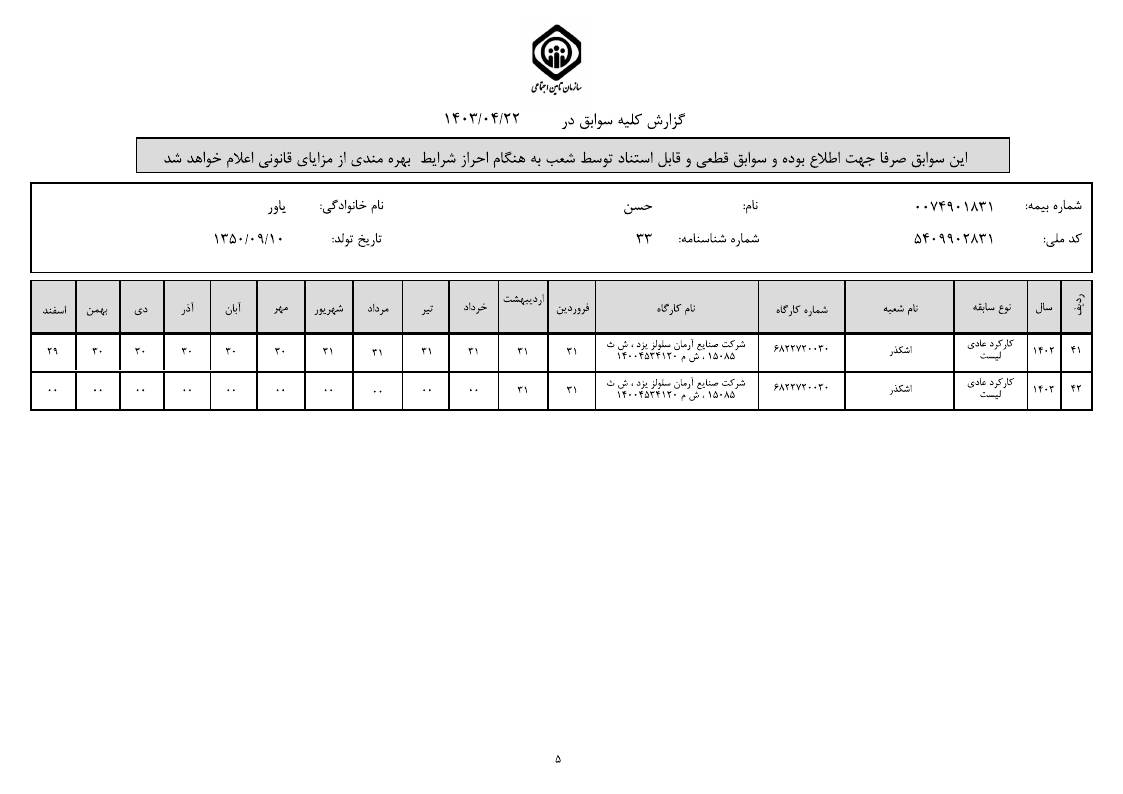 سازمان تامین اجتماعی
گزارش کلیه سوابق در ۱۴۰۳/۰۴/۲۲
این سوابق صرفا جهت اطلاع بوده و سوابق قطعی و قابل استناد توسط شعب به هنگام احراز شرایط بهره مندی از مزایای قانونی اعلام خواهد شد
شماره بیمه: ۰۰۷۴۹۰۱۸۳۱ نام: حسن نام خانوادگی: یاور
کد ملی: ۵۴۰۹۹۰۲۸۳۱ شماره شناسنامه: ۳۳ تاریخ تولد: ۱۳۵۰/۰۹/۱۰
ردیف سال نوع سابقه نام شعبه شماره کارگاه نام کارگاه فروردین اردیبهشت خرداد تیر مرداد شهریور مهر آبان آذر دی بهمن اسفند
۴۱ ۱۴۰۲ کارکرد عادی لیست اشکذر ۶۸۲۲۷۲۰۰۳۰ شرکت صنایع آرمان سلولز یزد ، ش ث ۱۵۰۸۵ ، ش م ۱۴۰۰۴۵۳۴۱۲۰ ۳۱ ۳۱ ۳۱ ۳۱ ۳۱ ۳۱ ۳۰ ۳۰ ۳۰ ۳۰ ۳۰ ۲۹
۴۲ ۱۴۰۳ کارکرد عادی لیست اشکذر ۶۸۲۲۷۲۰۰۳۰ شرکت صنایع آرمان سلولز یزد ، ش ث ۱۵۰۸۵ ، ش م ۱۴۰۰۴۵۳۴۱۲۰ ۳۱ ۳۱ ۰۰ ۰۰ ۰۰ ۰۰ ۰۰ ۰۰ ۰۰ ۰۰ ۰۰ ۰۰
۵